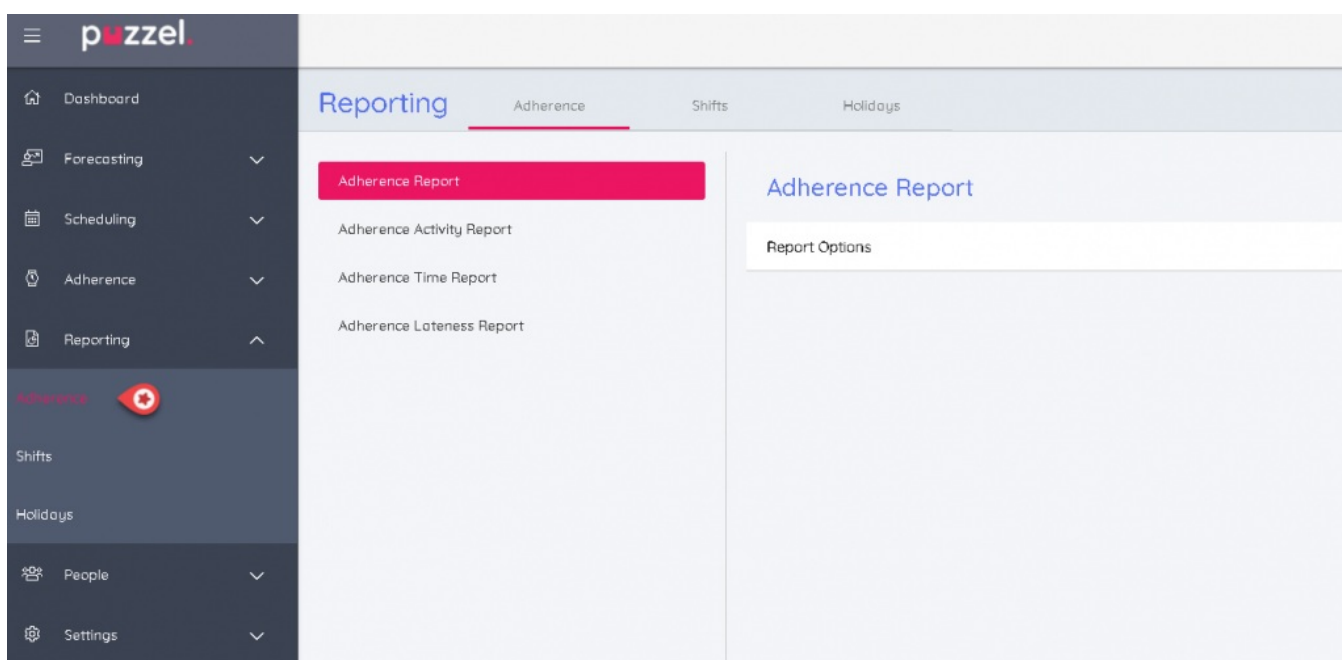 puzzel.
Dashboard
Forecasting
Scheduling
Adherence
Reporting
Adherence
Shifts
Holidays
People
Settings
Reporting
Adherence
Shifts
Holidays
Adherence Report
Adherence Activity Report
Adherence Time Report
Adherence Lateness Report
Adherence Report
Report Options